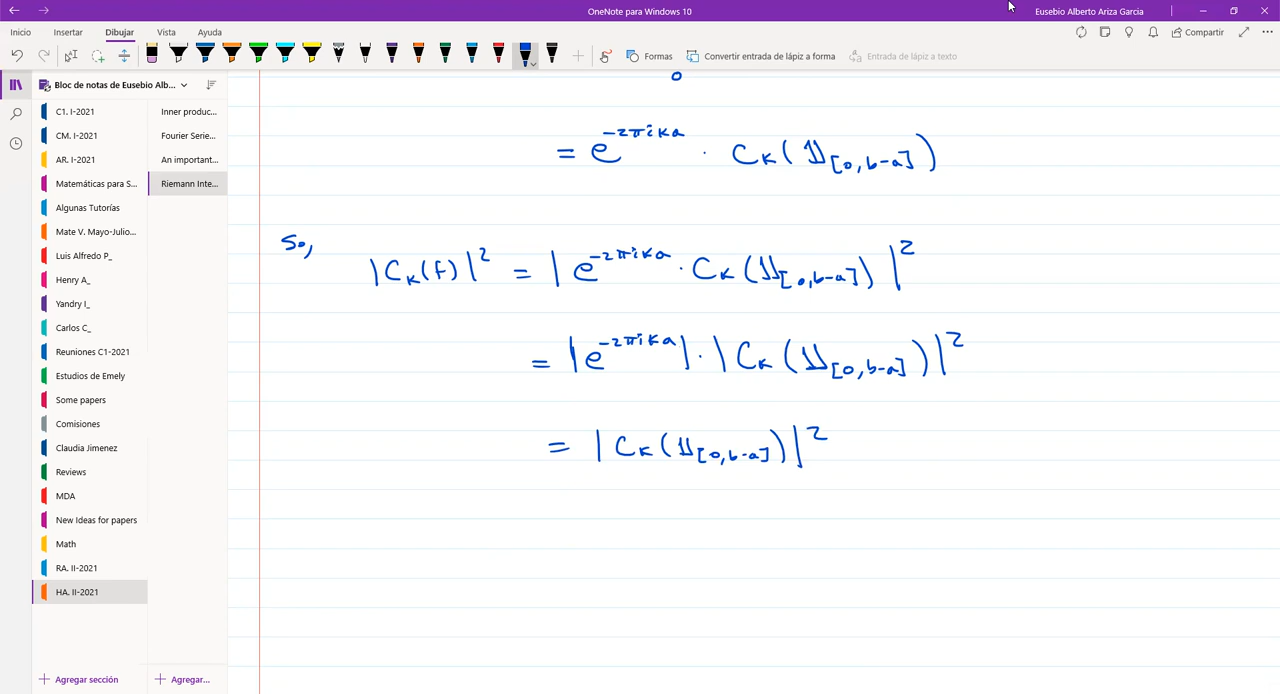 OneNote para Windows 10
Eusebio Alberto Ariza Garcia
Inicio Insertar Dibujar Vista Ayuda
Compartir
Formas Convertir entrada de lápiz a forma Entrada de lápiz a texto
Bloc de notas de Eusebio Alb...
C1. I-2021
CM. I-2021
AR. I-2021
Matemáticas para S...
Algunas Tutorías
Mate V. Mayo-Julio...
Luis Alfredo P_
Henry A_
Yandry I_
Carlos C_
Reuniones C1-2021
Estudios de Emely
Some papers
Comisiones
Claudia Jimenez
Reviews
MDA
New Ideas for papers
Math
RA. II-2021
HA. II-2021
Agregar sección
Inner produc...
Fourier Serie...
An important...
Riemann Inte...
Agregar...
0
= e^{-2πika} · C_K(𝟙_{[0,b-a]})
So,
|C_K(f)|² = |e^{-2πika} · C_K(𝟙_{[0,b-a]})|²
= |e^{-2πika}| · |C_K(𝟙_{[0,b-a]})|²
= |C_K(𝟙_{[0,b-a]})|²